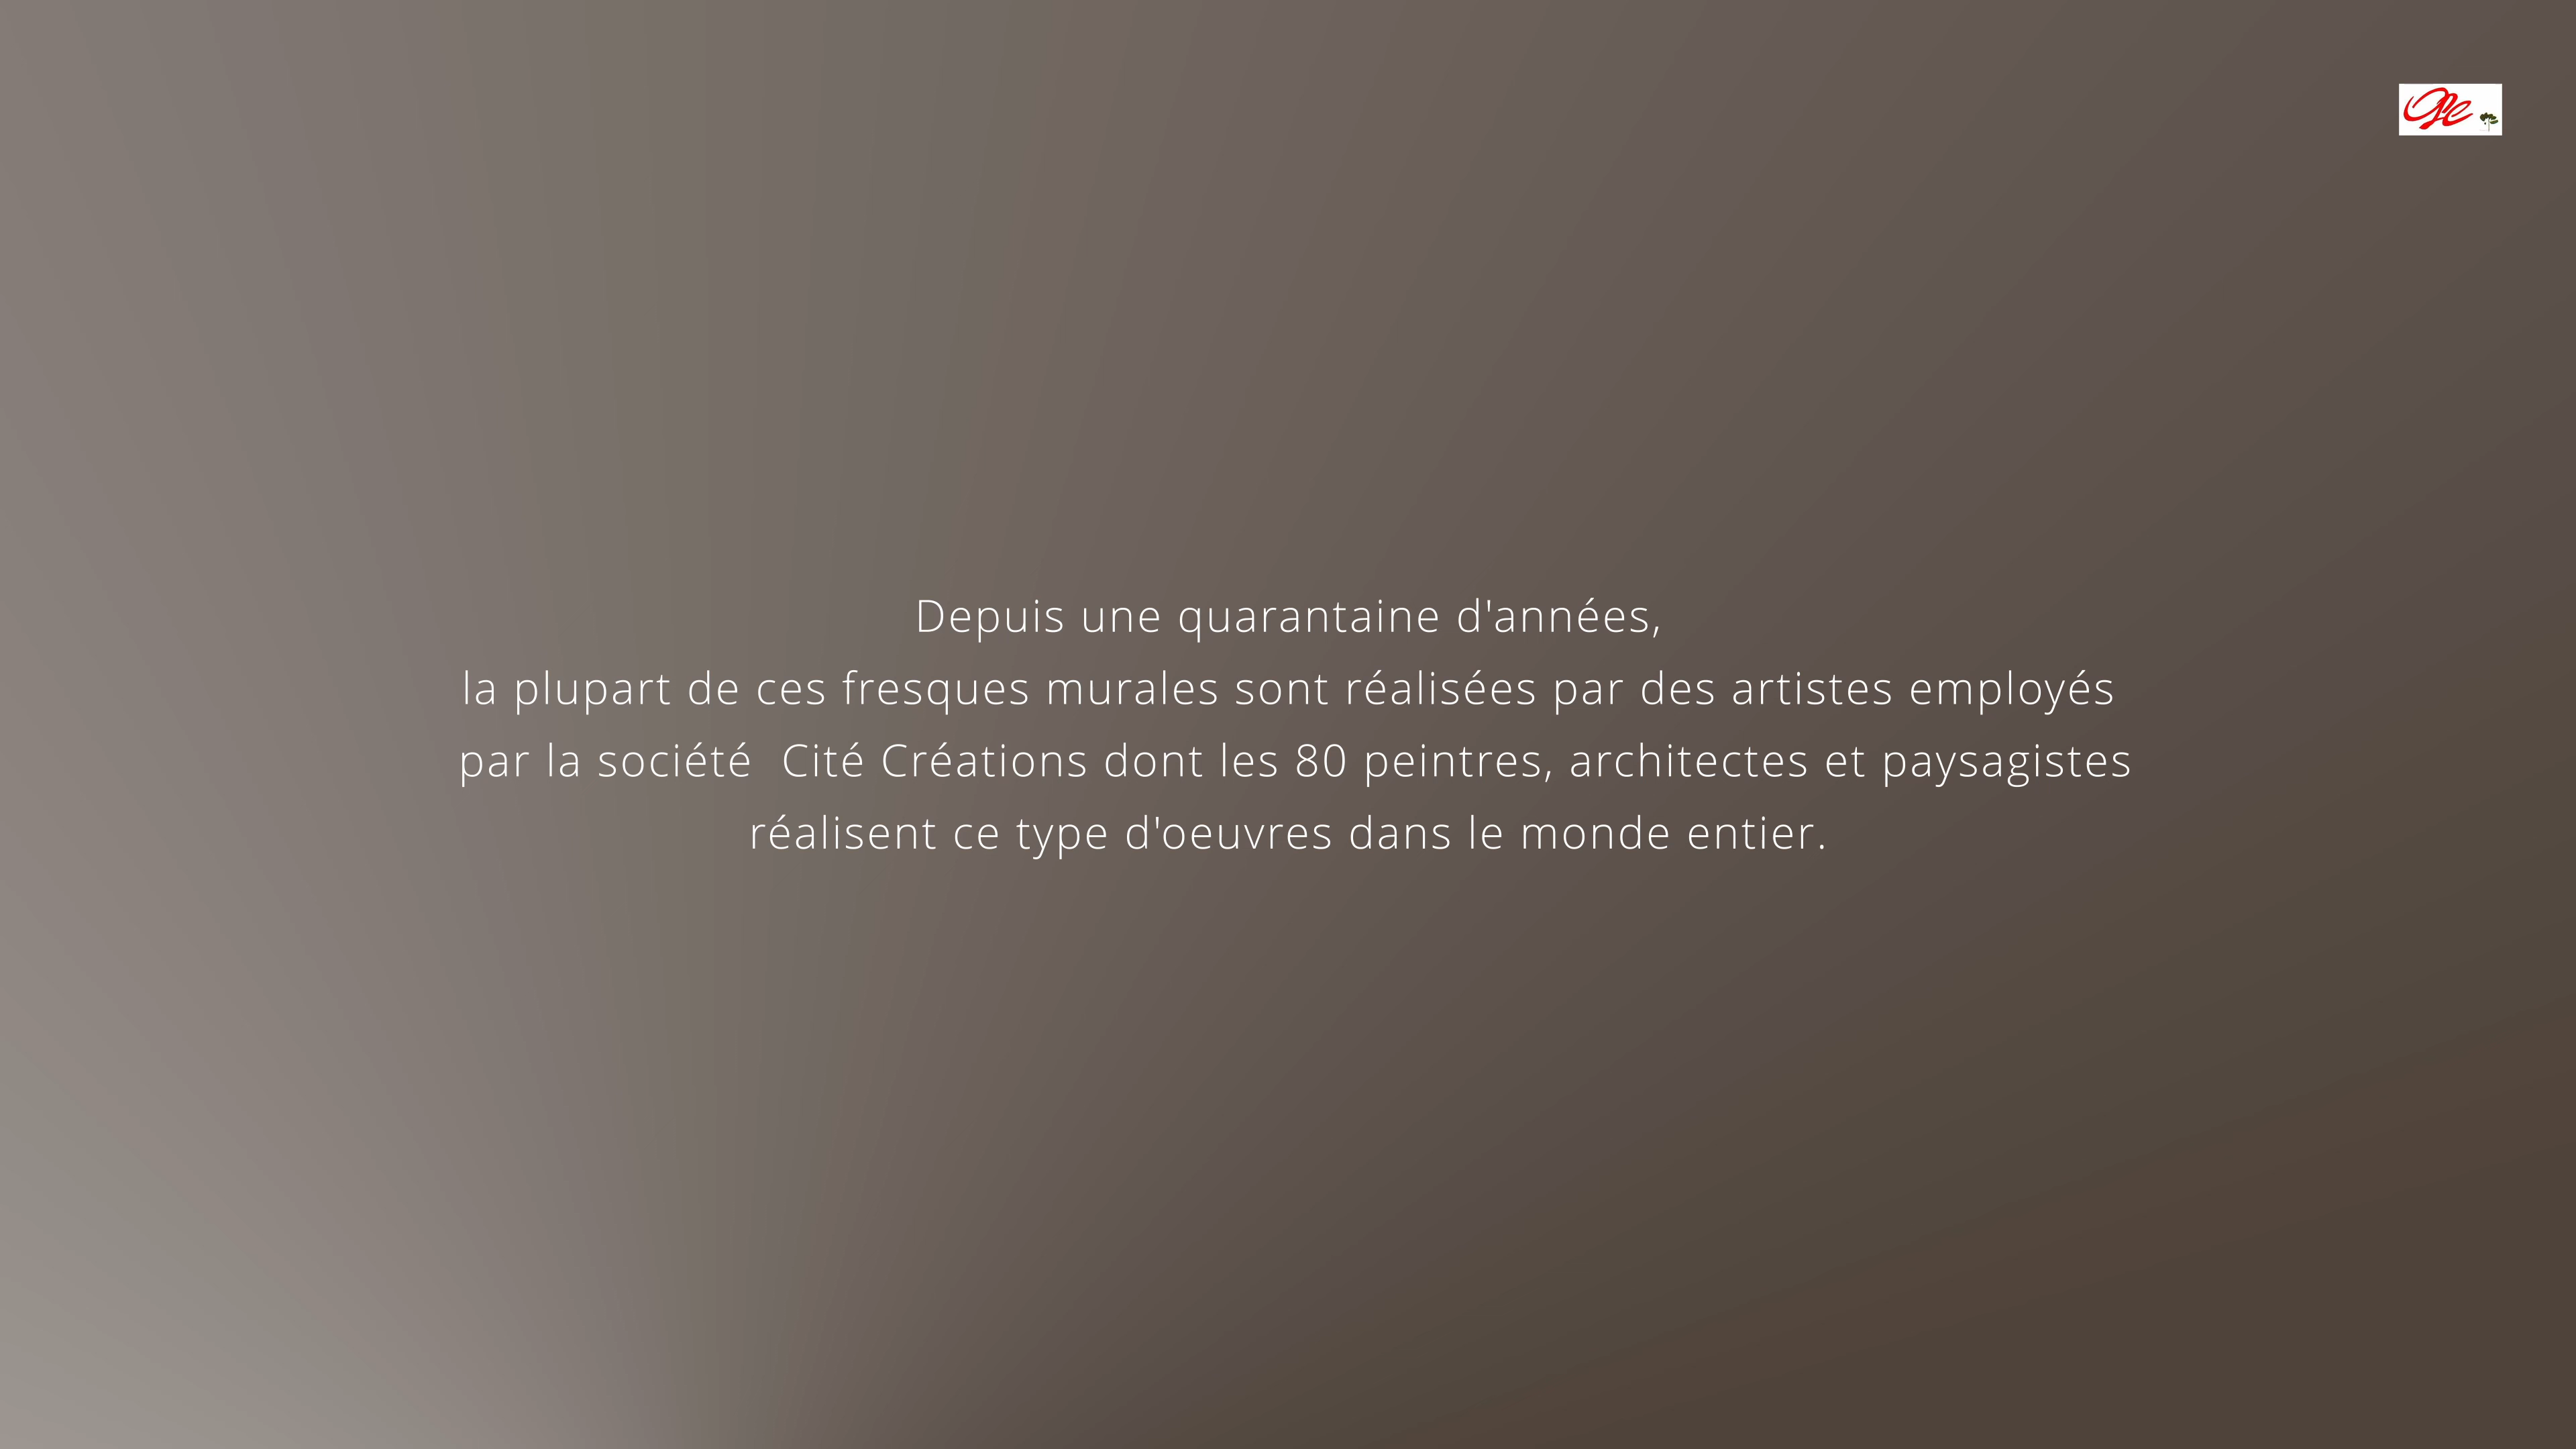 Depuis une quarantaine d'années,
la plupart de ces fresques murales sont réalisées par des artistes employés
par la société  Cité Créations dont les 80 peintres, architectes et paysagistes
réalisent ce type d'oeuvres dans le monde entier.